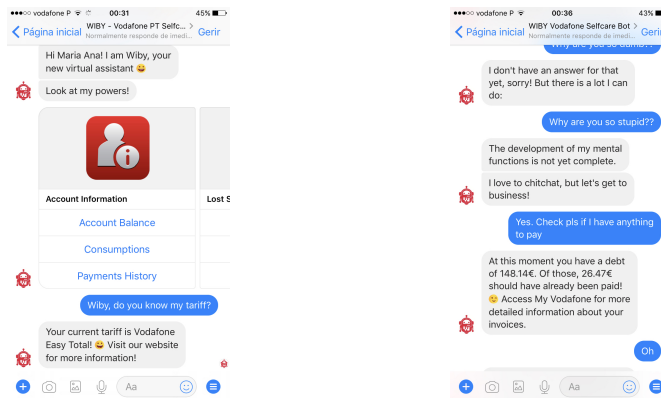 vodafone P 00:31 45%
Página inicial
WIBY - Vodafone PT Selfc... >
Normalmente responde de imedi...
Gerir
Hi Maria Ana! I am Wiby, your
new virtual assistant 😀
Look at my powers!
Account Information
Lost S
Account Balance
Consumptions
Payments History
Wiby, do you know my tariff?
Your current tariff is Vodafone
Easy Total! 😀 Visit our website
for more information!
Aa
vodafone P 00:36 43%
Página inicial
WIBY Vodafone Selfcare Bot >
Normalmente responde de imedi...
Gerir
Why are you so dumb??
I don't have an answer for that
yet, sorry! But there is a lot I can
do:
Why are you so stupid??
The development of my mental
functions is not yet complete.
I love to chitchat, but let's get to
business!
Yes. Check pls if I have anything
to pay
At this moment you have a debt
of 148.14€. Of those, 26.47€
should have already been paid!
😉 Access My Vodafone for more
detailed information about your
invoices.
Oh
Aa